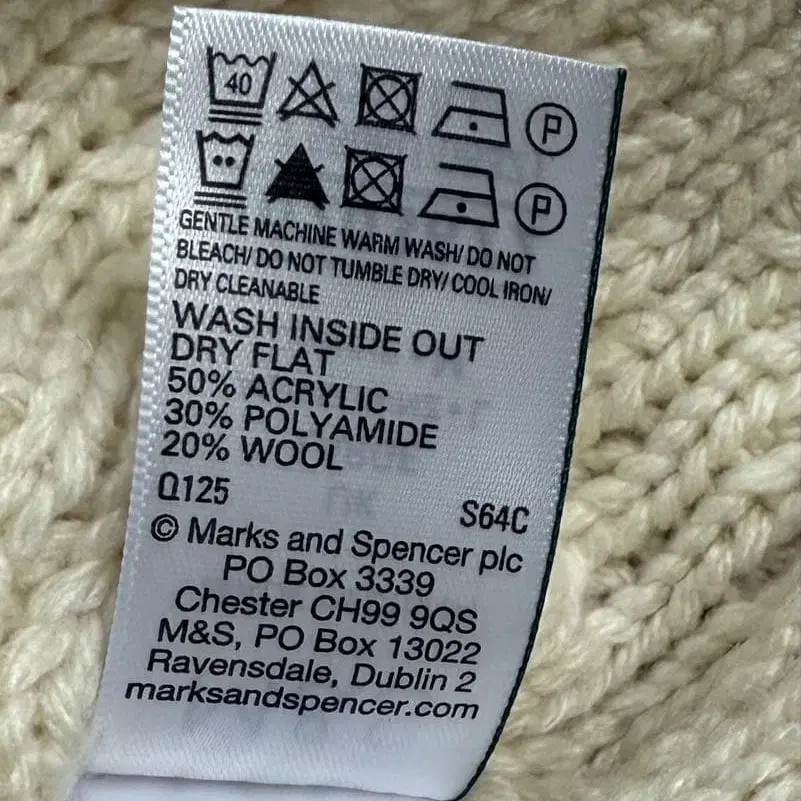 40 P
P
GENTLE MACHINE WARM WASH/ DO NOT
BLEACH/ DO NOT TUMBLE DRY/ COOL IRON/
DRY CLEANABLE
WASH INSIDE OUT
DRY FLAT
50% ACRYLIC
30% POLYAMIDE
20% WOOL
Q125 S64C
© Marks and Spencer plc
PO Box 3339
Chester CH99 9QS
M&S, PO Box 13022
Ravensdale, Dublin 2
marksandspencer.com